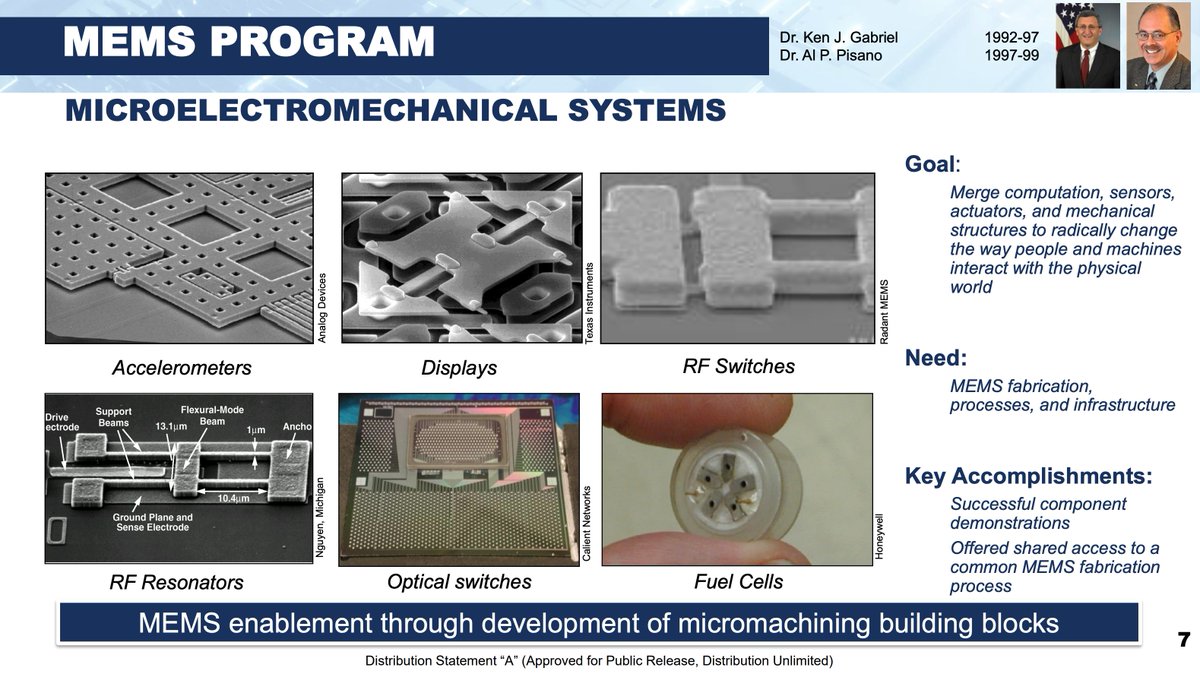 MEMS PROGRAM
Dr. Ken J. Gabriel 1992-97
Dr. Al P. Pisano 1997-99
MICROELECTROMECHANICAL SYSTEMS
Analog Devices
Texas Instruments
Radant MEMS
Accelerometers
Displays
RF Switches
Drive
ectrode
Support
Beams
13.1μm
Flexural-Mode
Beam
1μm
Ancho
10.4μm
Ground Plane and
Sense Electrode
Nguyen, Michigan
Calient Networks
Honeywell
RF Resonators
Optical switches
Fuel Cells
Goal:
Merge computation, sensors,
actuators, and mechanical
structures to radically change
the way people and machines
interact with the physical
world
Need:
MEMS fabrication,
processes, and infrastructure
Key Accomplishments:
Successful component
demonstrations
Offered shared access to a
common MEMS fabrication
process
MEMS enablement through development of micromachining building blocks
7
Distribution Statement “A” (Approved for Public Release, Distribution Unlimited)